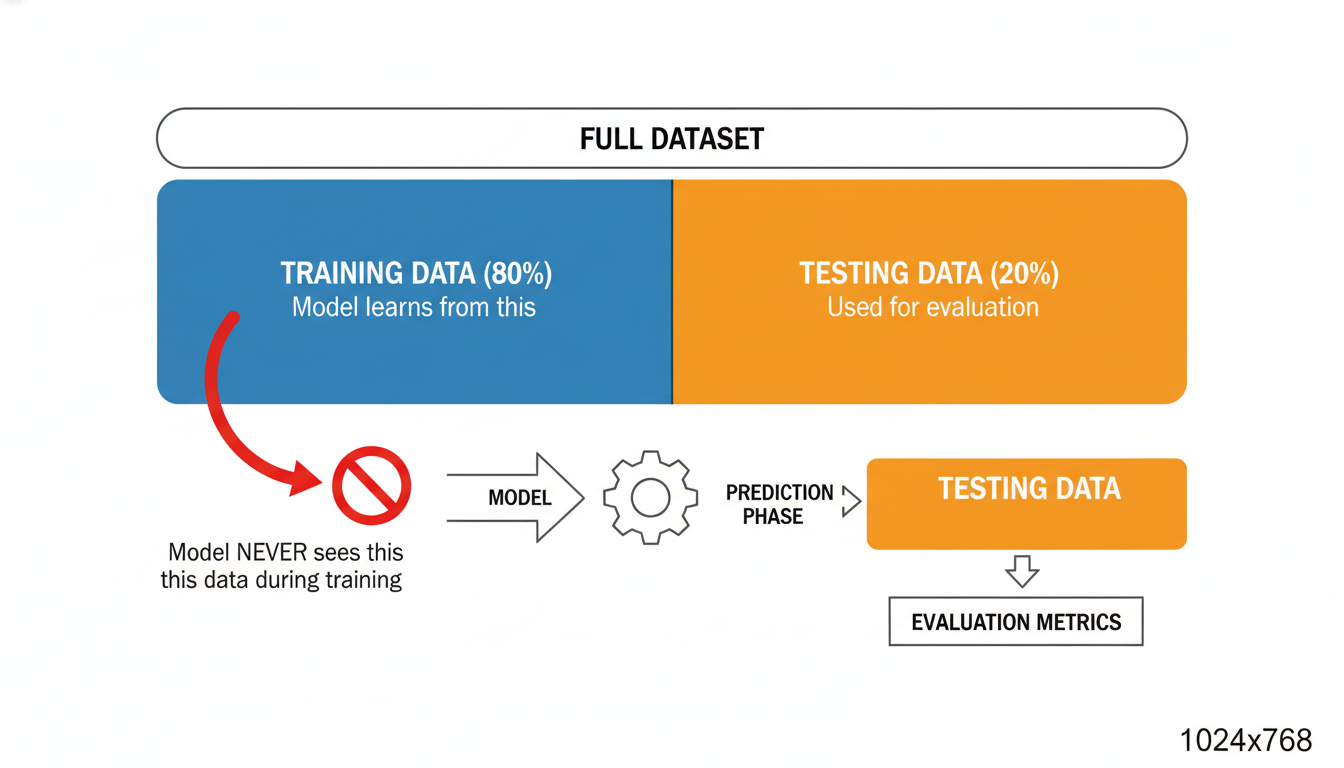 FULL DATASET
TRAINING DATA (80%)
Model learns from this
TESTING DATA (20%)
Used for evaluation
MODEL
PREDICTION
PHASE
TESTING DATA
Model NEVER sees this
this data during training
EVALUATION METRICS
1024x768